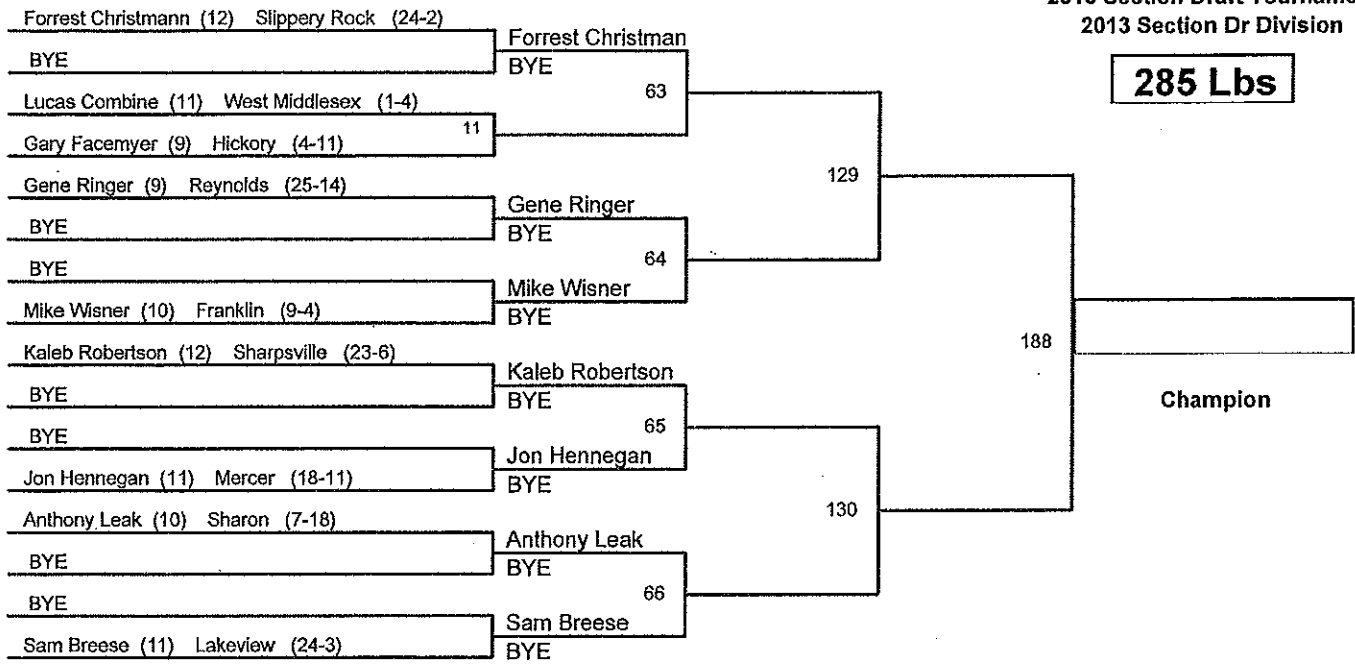 2013 Section Dr Division
285 Lbs
Forrest Christmann (12) Slippery Rock (24-2)
BYE
Lucas Combine (11) West Middlesex (1-4)
Gary Facemyer (9) Hickory (4-11)
Gene Ringer (9) Reynolds (25-14)
BYE
BYE
Mike Wisner (10) Franklin (9-4)
Kaleb Robertson (12) Sharpsville (23-6)
BYE
BYE
Jon Hennegan (11) Mercer (18-11)
Anthony Leak (10) Sharon (7-18)
BYE
BYE
Sam Breese (11) Lakeview (24-3)
11
Forrest Christman
BYE
Gene Ringer
BYE
Mike Wisner
BYE
Kaleb Robertson
BYE
Jon Hennegan
BYE
Anthony Leak
BYE
Sam Breese
BYE
63
64
65
66
129
130
188
Champion